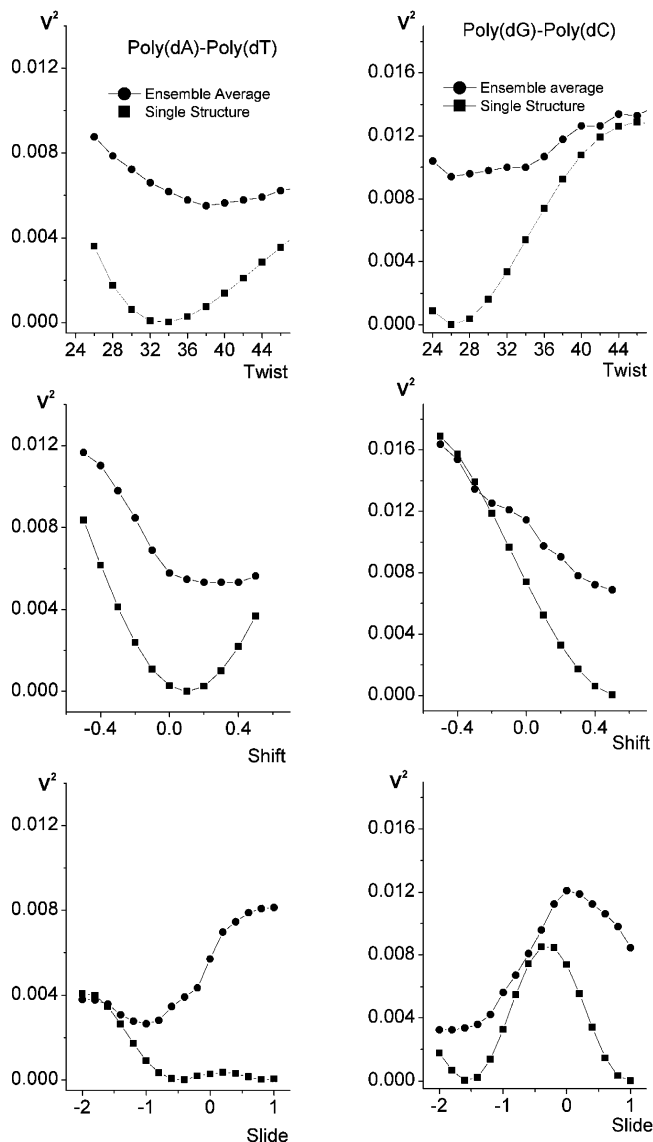 V²
Poly(dA)-Poly(dT)
Ensemble Average
Single Structure
0.012
0.008
0.004
0.000
24 28 32 36 40 44
Twist
V²
Poly(dG)-Poly(dC)
Ensemble average
Single Structure
0.016
0.012
0.008
0.004
0.000
24 28 32 36 40 44
Twist
V²
0.012
0.008
0.004
0.000
-0.4 0.0 0.4
Shift
V²
0.016
0.012
0.008
0.004
0.000
-0.4 0.0 0.4
Shift
V²
0.012
0.008
0.004
0.000
-2 -1 0 1
Slide
V²
0.016
0.012
0.008
0.004
0.000
-2 -1 0 1
Slide